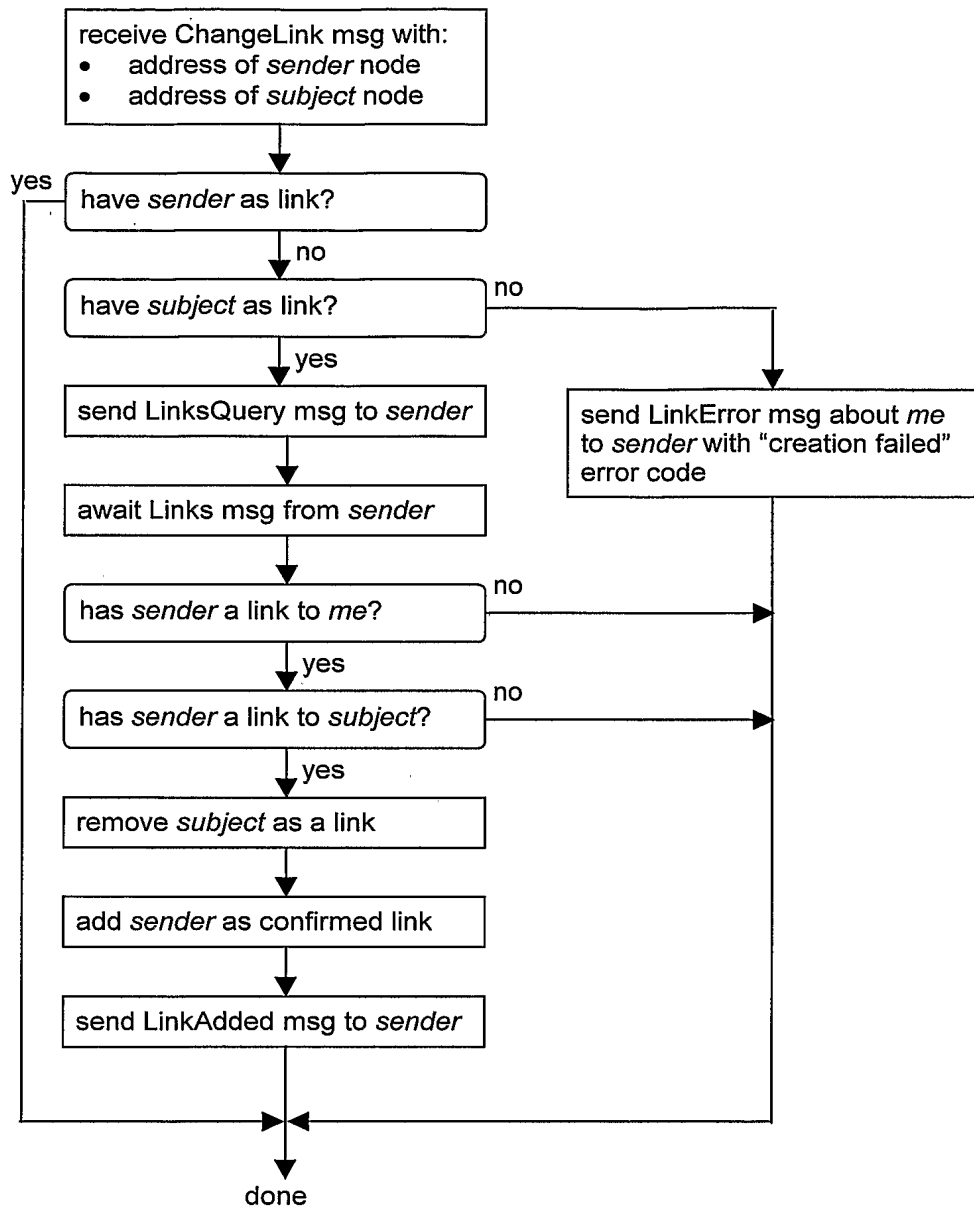 receive ChangeLink msg with:
• address of sender node
• address of subject node
yes
have sender as link?
no
have subject as link?
no
yes
send LinksQuery msg to sender
send LinkError msg about me
to sender with “creation failed”
error code
await Links msg from sender
has sender a link to me?
no
yes
has sender a link to subject?
no
yes
remove subject as a link
add sender as confirmed link
send LinkAdded msg to sender
done